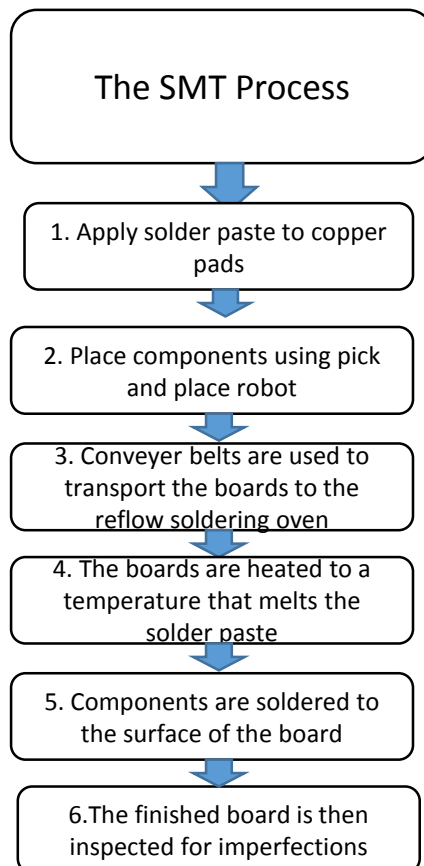 The SMT Process
1. Apply solder paste to copper
pads
2. Place components using pick
and place robot
3. Conveyer belts are used to
transport the boards to the
reflow soldering oven
4. The boards are heated to a
temperature that melts the
solder paste
5. Components are soldered to
the surface of the board
6.The finished board is then
inspected for imperfections